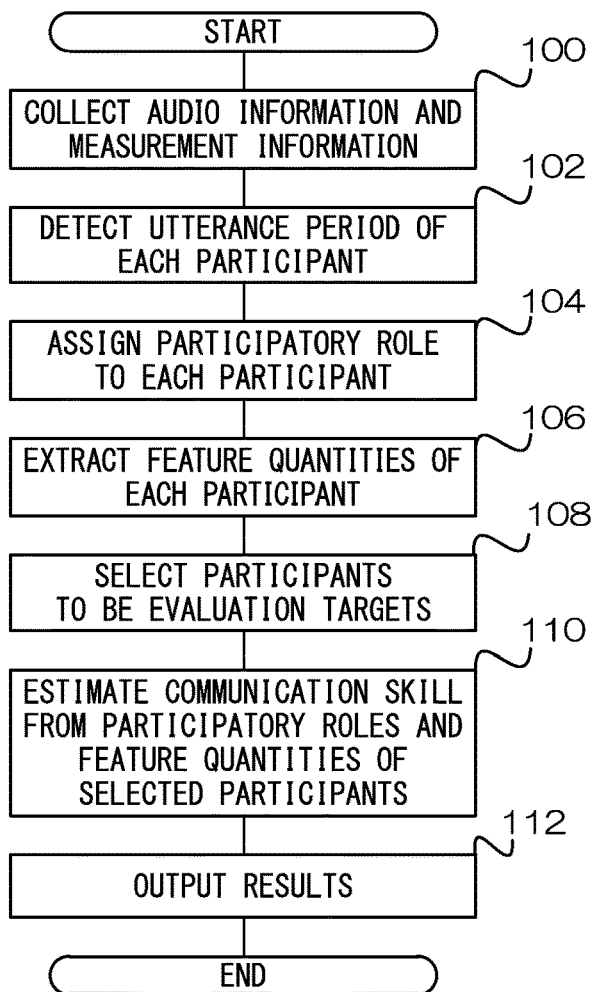 START
100
COLLECT AUDIO INFORMATION AND
MEASUREMENT INFORMATION
102
DETECT UTTERANCE PERIOD OF
EACH PARTICIPANT
104
ASSIGN PARTICIPATORY ROLE
TO EACH PARTICIPANT
106
EXTRACT FEATURE QUANTITIES OF
EACH PARTICIPANT
108
SELECT PARTICIPANTS
TO BE EVALUATION TARGETS
110
ESTIMATE COMMUNICATION SKILL
FROM PARTICIPATORY ROLES AND
FEATURE QUANTITIES OF
SELECTED PARTICIPANTS
112
OUTPUT RESULTS
END